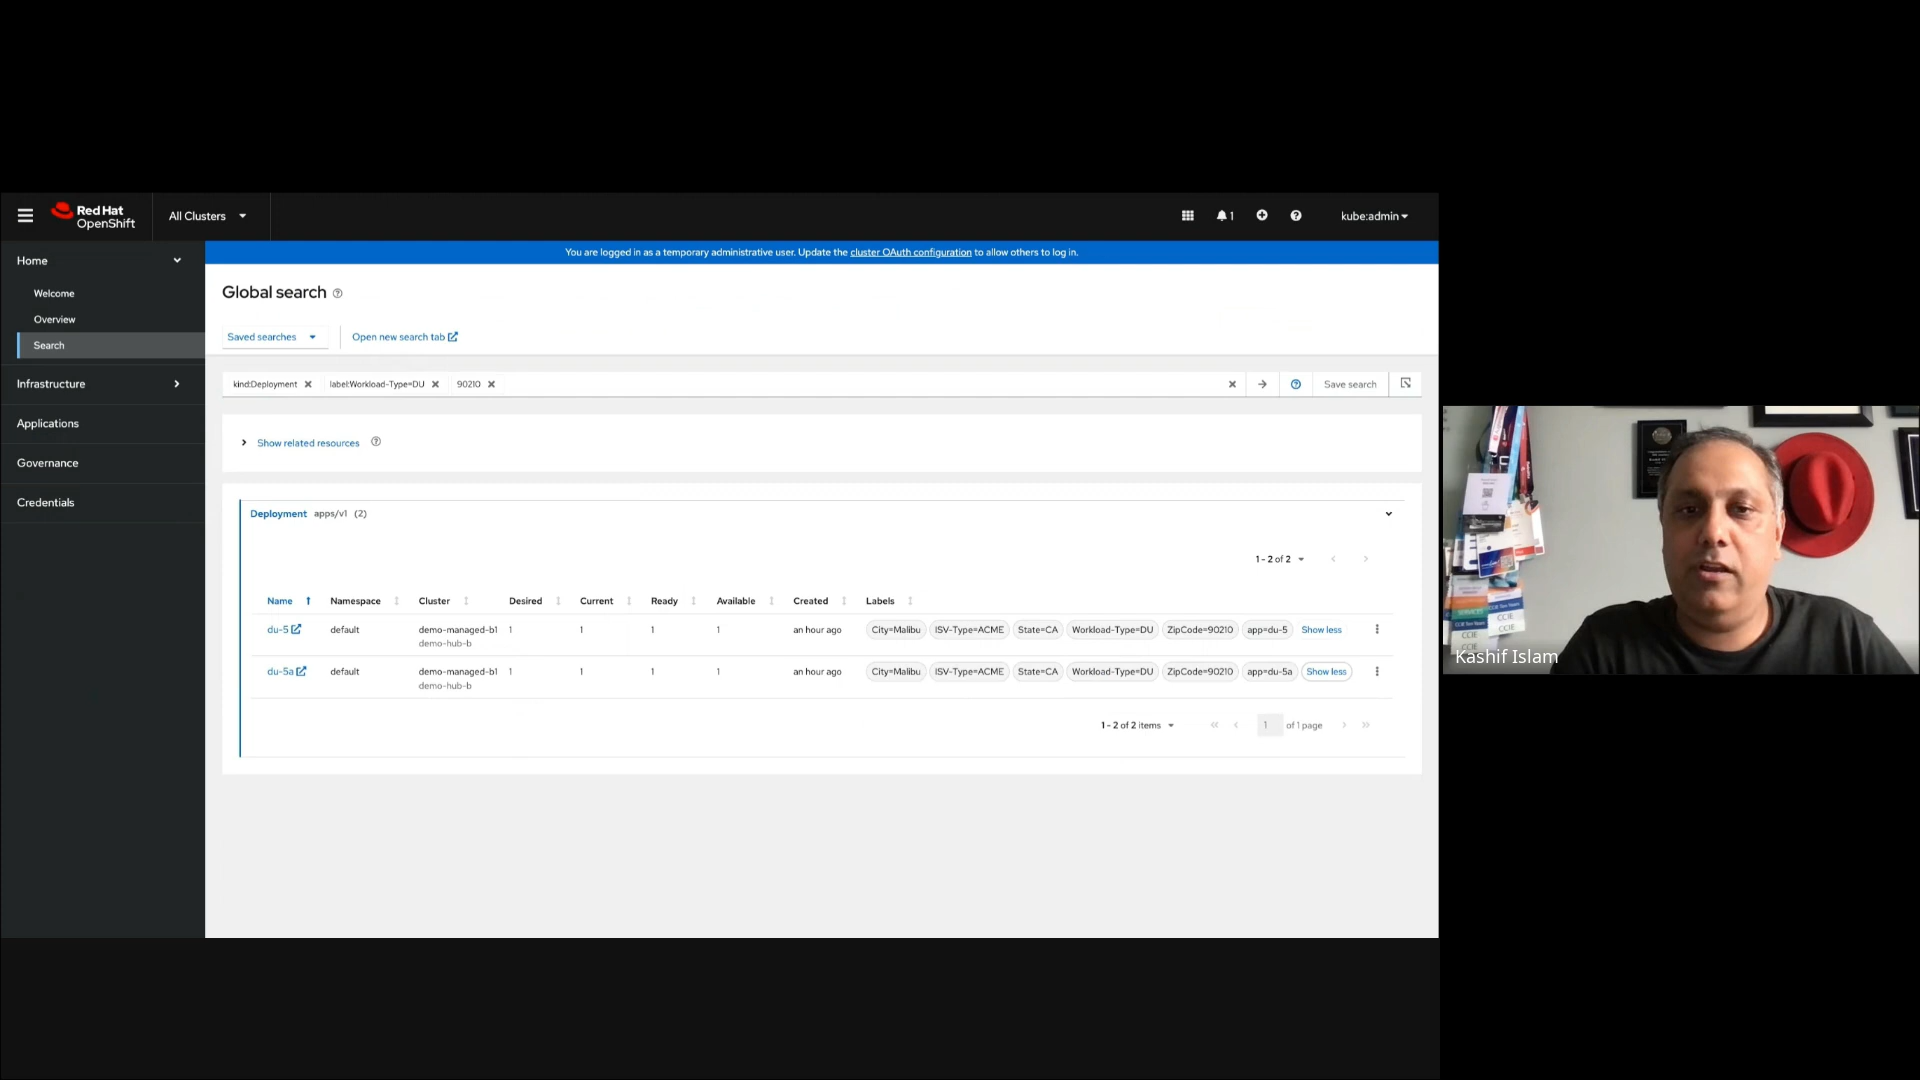 Red Hat
OpenShift
All Clusters
1
kube:admin
You are logged in as a temporary administrative user. Update the cluster OAuth configuration to allow others to log in.
Home
Welcome
Overview
Search
Infrastructure
Applications
Governance
Credentials
Global search
Saved searches
Open new search tab
kind:Deployment
label:Workload-Type=DU
90210
Save search
Show related resources
Deployment apps/v1 (2)
1 - 2 of 2
Name Namespace Cluster Desired Current Ready Available Created Labels
du-5 default demo-managed-b1 1 1 1 1 an hour ago City=Malibu ISV-Type=ACME State=CA Workload-Type=DU ZipCode=90210 app=du-5 Show less
demo-hub-b
du-5a default demo-managed-b1 1 1 1 1 an hour ago City=Malibu ISV-Type=ACME State=CA Workload-Type=DU ZipCode=90210 app=du-5a Show less
demo-hub-b
1 - 2 of 2 items
1 of 1 page
CCIE
CCIE
CCIE
Kashif Islam